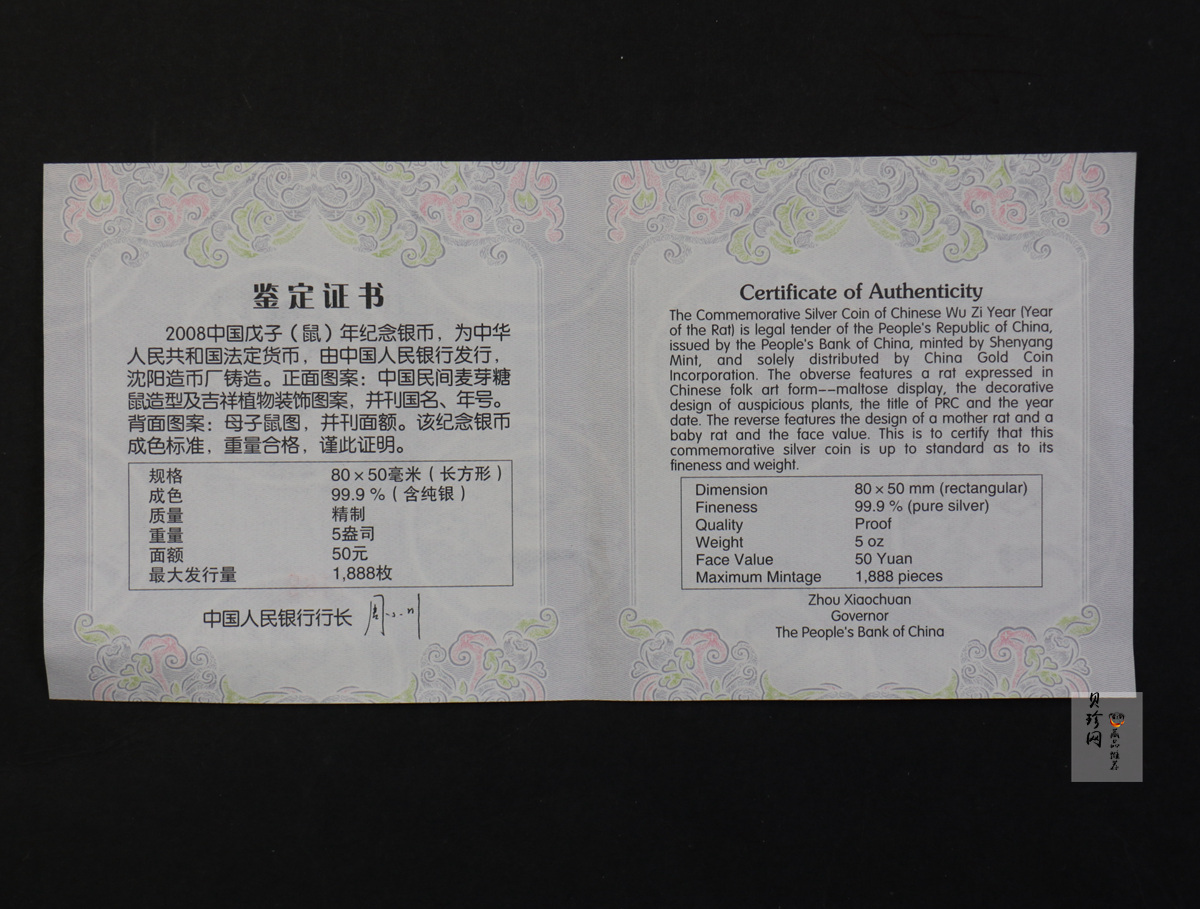 鉴定证书
2008中国戊子（鼠）年纪念银币，为中华
人民共和国法定货币，由中国人民银行发行，
沈阳造币厂铸造。正面图案：中国民间麦芽糖
鼠造型及吉祥植物装饰图案，并刊国名、年号。
背面图案：母子鼠图，并刊面额。该纪念银币
成色标准，重量合格，谨此证明。
规格 80×50毫米（长方形）
成色 99.9％（含纯银）
质量 精制
重量 5盎司
面额 50元
最大发行量 1,888枚
中国人民银行行长
Certificate of Authenticity
The Commemorative Silver Coin of Chinese Wu Zi Year (Year
of the Rat) is legal tender of the People's Republic of China,
issued by the People's Bank of China, minted by Shenyang
Mint, and solely distributed by China Gold Coin
Incorporation. The obverse features a rat expressed in
Chinese folk art form––maltose display, the decorative
design of auspicious plants, the title of PRC and the year
date. The reverse features the design of a mother rat and a
baby rat and the face value. This is to certify that this
commemorative silver coin is up to standard as to its
fineness and weight.
Dimension 80×50 mm (rectangular)
Fineness 99.9 % (pure silver)
Quality Proof
Weight 5 oz
Face Value 50 Yuan
Maximum Mintage 1,888 pieces
Zhou Xiaochuan
Governor
The People's Bank of China
贝珍网
藏品推荐